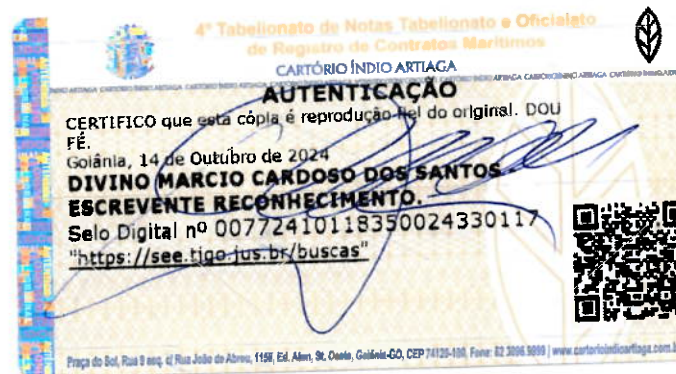 4º Tabelionato de Notas Tabelionato e Oficialato
de Registro de Contratos Marítimos
CARTÓRIO ÍNDIO ARTIAGA
AUTENTICAÇÃO
CERTIFICO que esta cópia é reprodução fiel do original. DOU
FÉ.
Goiânia, 14 de Outubro de 2024
DIVINO MARCIO CARDOSO DOS SANTOS
ESCREVENTE RECONHECIMENTO.
Selo Digital nº 00772410118350024330117
"https://see.tjgo.jus.br/buscas"
Praça do Sol, Rua 9 esq. c/ Rua João de Abreu, 1155, Ed. Aton, St. Oeste, Goiânia-GO, CEP 74120-100, Fone: 62 3096.9999 | www.cartorioindioartiaga.com.b